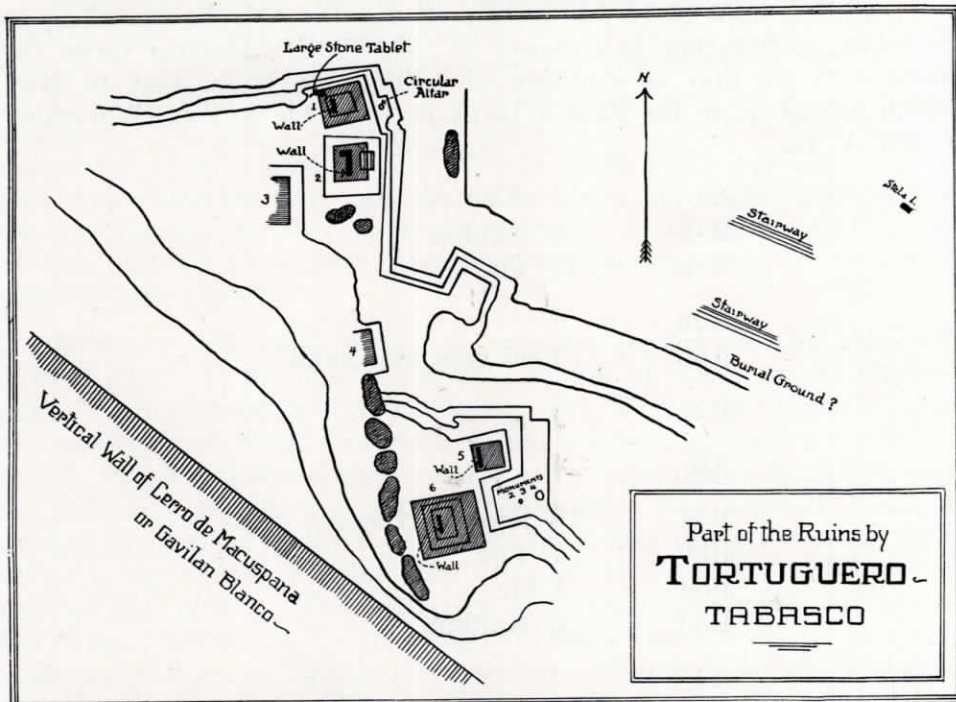 Large Stone Tablet
Circular
Altar
N
1
Wall
Wall
2
3
Stela 1.
Stairway
Stairway
Burial Ground ?
4
Vertical Wall of Cerro de Macuspana
or Gavilan Blanco
5
Wall
6
MONUMENTS
2 3
Wall
Part of the Ruins by
TORTUGUERO
TABASCO